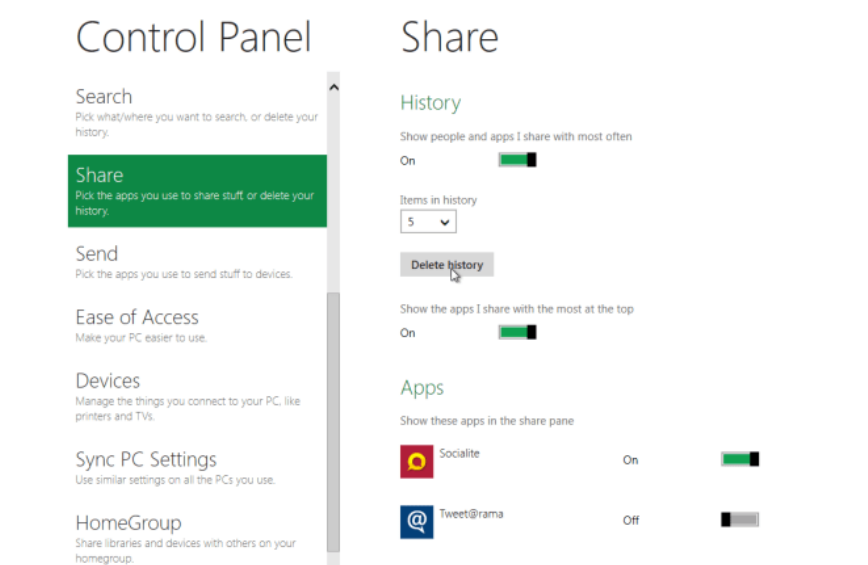 Control Panel
Search
Pick what/where you want to search, or delete your
history.
Share
Pick the apps you use to share stuff, or delete your
history.
Send
Pick the apps you use to send stuff to devices.
Ease of Access
Make your PC easier to use.
Devices
Manage the things you connect to your PC, like
printers and TVs.
Sync PC Settings
Use similar settings on all the PCs you use.
HomeGroup
Share libraries and devices with others on your
homegroup.
Share
History
Show people and apps I share with most often
On
Items in history
5
Delete history
Show the apps I share with the most at the top
On
Apps
Show these apps in the share pane
Socialite On
Tweet@rama Off